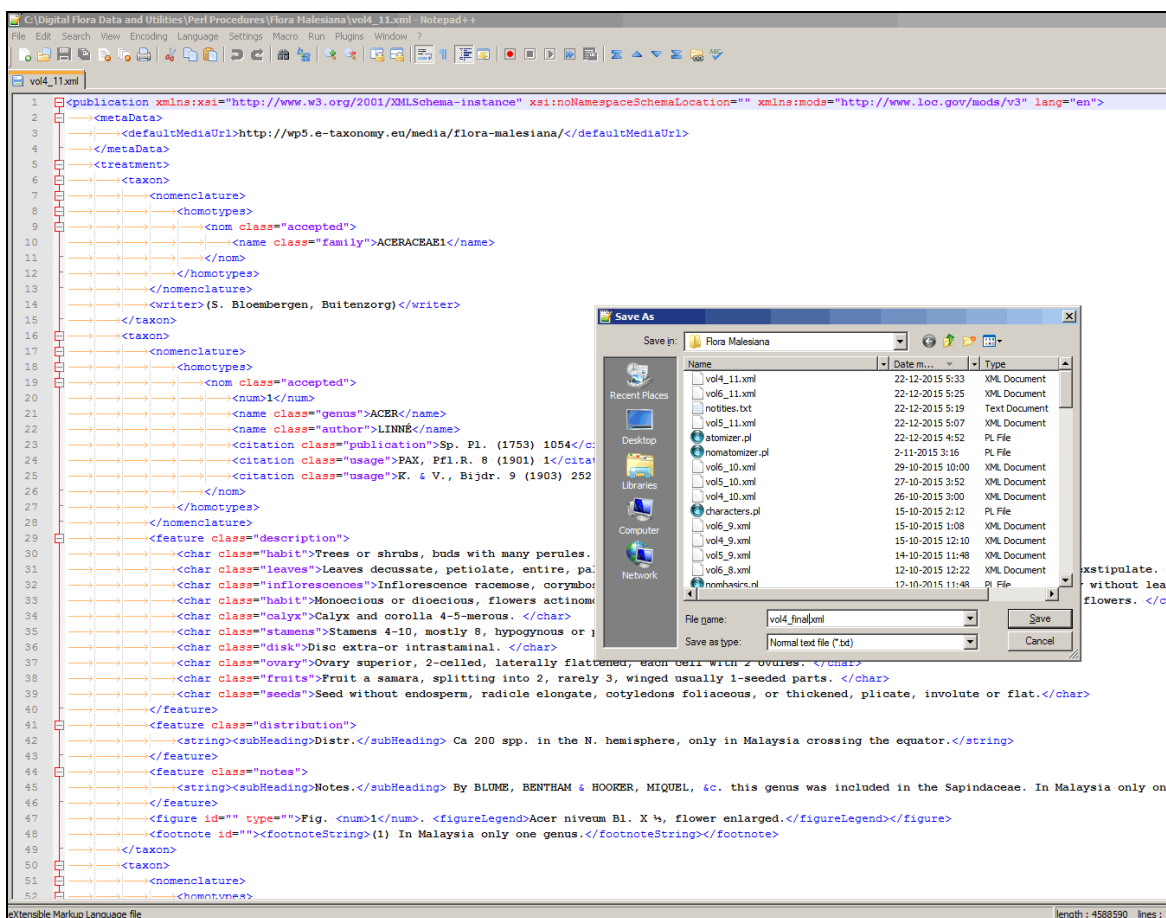 C:\Digital Flora Data and Utilities\Perl Procedures\Flora Malesiana\vol4_11.xml - Notepad++
File Edit Search View Encoding Language Settings Macro Run Plugins Window ?
vol4_11.xml
1 <publication xmlns:xsi="http://www.w3.org/2001/XMLSchema-instance" xsi:noNamespaceSchemaLocation="" xmlns:mods="http://www.loc.gov/mods/v3" lang="en">
2 <metaData>
3 <defaultMediaUrl>http://wp5.e-taxonomy.eu/media/flora-malesiana/</defaultMediaUrl>
4 </metaData>
5 <treatment>
6 <taxon>
7 <nomenclature>
8 <homotypes>
9 <nom class="accepted">
10 <name class="family">ACERACEAE1</name>
11 </nom>
12 </homotypes>
13 </nomenclature>
14 <writer>(S. Bloembergen, Buitenzorg)</writer>
15 </taxon>
16 <taxon>
17 <nomenclature>
18 <homotypes>
19 <nom class="accepted">
20 <num>1</num>
21 <name class="genus">ACER</name>
22 <name class="author">LINNÉ</name>
23 <citation class="publication">Sp. Pl. (1753) 1054</ci
24 <citation class="usage">PAX, Pfl.R. 8 (1901) 1</citat
25 <citation class="usage">K. & V., Bijdr. 9 (1903) 252
26 </nom>
27 </homotypes>
28 </nomenclature>
29 <feature class="description">
30 <char class="habit">Trees or shrubs, buds with many perules.
31 <char class="leaves">Leaves decussate, petiolate, entire, pal exstipulate.
32 <char class="inflorescences">Inflorescence racemose, corymbos without lea
33 <char class="habit">Monoecious or dioecious, flowers actinomo flowers. </c
34 <char class="calyx">Calyx and corolla 4-5-merous. </char>
35 <char class="stamens">Stamens 4-10, mostly 8, hypogynous or p
36 <char class="disk">Disc extra-or intrastaminal. </char>
37 <char class="ovary">Ovary superior, 2-celled, laterally flattened, each cell with 2 ovules. </char>
38 <char class="fruits">Fruit a samara, splitting into 2, rarely 3, winged usually 1-seeded parts. </char>
39 <char class="seeds">Seed without endosperm, radicle elongate, cotyledons foliaceous, or thickened, plicate, involute or flat.</char>
40 </feature>
41 <feature class="distribution">
42 <string><subHeading>Distr.</subHeading> Ca 200 spp. in the N. hemisphere, only in Malaysia crossing the equator.</string>
43 </feature>
44 <feature class="notes">
45 <string><subHeading>Notes.</subHeading> By BLUME, BENTHAM & HOOKER, MIQUEL, &c. this genus was included in the Sapindaceae. In Malaysia only on
46 </feature>
47 <figure id="" type="">Fig. <num>1</num>. <figureLegend>Acer niveum Bl. X , flower enlarged.</figureLegend></figure>
48 <footnote id=""><footnoteString>(1) In Malaysia only one genus.</footnoteString></footnote>
49 </taxon>
50 <taxon>
51 <nomenclature>
52 <homotypes>
Save As
Save in: Flora Malesiana
Name Date m... Type
vol4_11.xml 22-12-2015 5:33 XML Document
vol6_11.xml 22-12-2015 5:25 XML Document
notities.txt 22-12-2015 5:19 Text Document
vol5_11.xml 22-12-2015 5:07 XML Document
atomizer.pl 22-12-2015 4:52 PL File
nomatomizer.pl 2-11-2015 3:16 PL File
vol6_10.xml 29-10-2015 10:00 XML Document
vol5_10.xml 27-10-2015 3:52 XML Document
vol4_10.xml 26-10-2015 3:00 XML Document
characters.pl 15-10-2015 2:12 PL File
vol6_9.xml 15-10-2015 1:08 XML Document
vol4_9.xml 15-10-2015 12:10 XML Document
vol5_9.xml 14-10-2015 11:48 XML Document
vol6_8.xml 12-10-2015 12:22 XML Document
nombasics.pl 12-10-2015 11:48 PL File
Recent Places
Desktop
Libraries
Computer
Network
File name: vol4_final.xml Save
Save as type: Normal text file (*.txt) Cancel
eXtensible Markup Language file length : 4588590 lines :